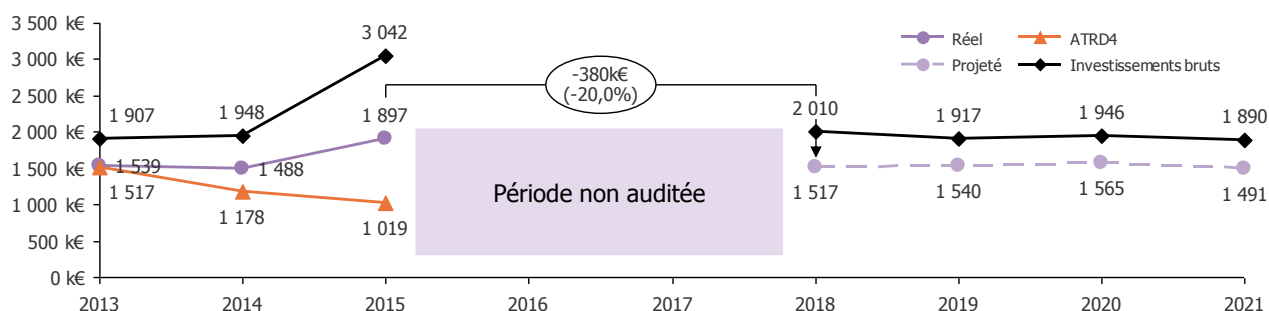 3 500 k€
3 000 k€
2 500 k€
2 000 k€
1 500 k€
1 000 k€
500 k€
0 k€
Réel
ATRD4
Projeté
Investissements bruts
3 042
-380k€
(-20,0%)
1 907
1 948
1 897
2 010
1 917
1 946
1 890
1 539
1 488
1 517
1 178
1 019
Période non auditée
1 517
1 540
1 565
1 491
2013
2014
2015
2016
2017
2018
2019
2020
2021